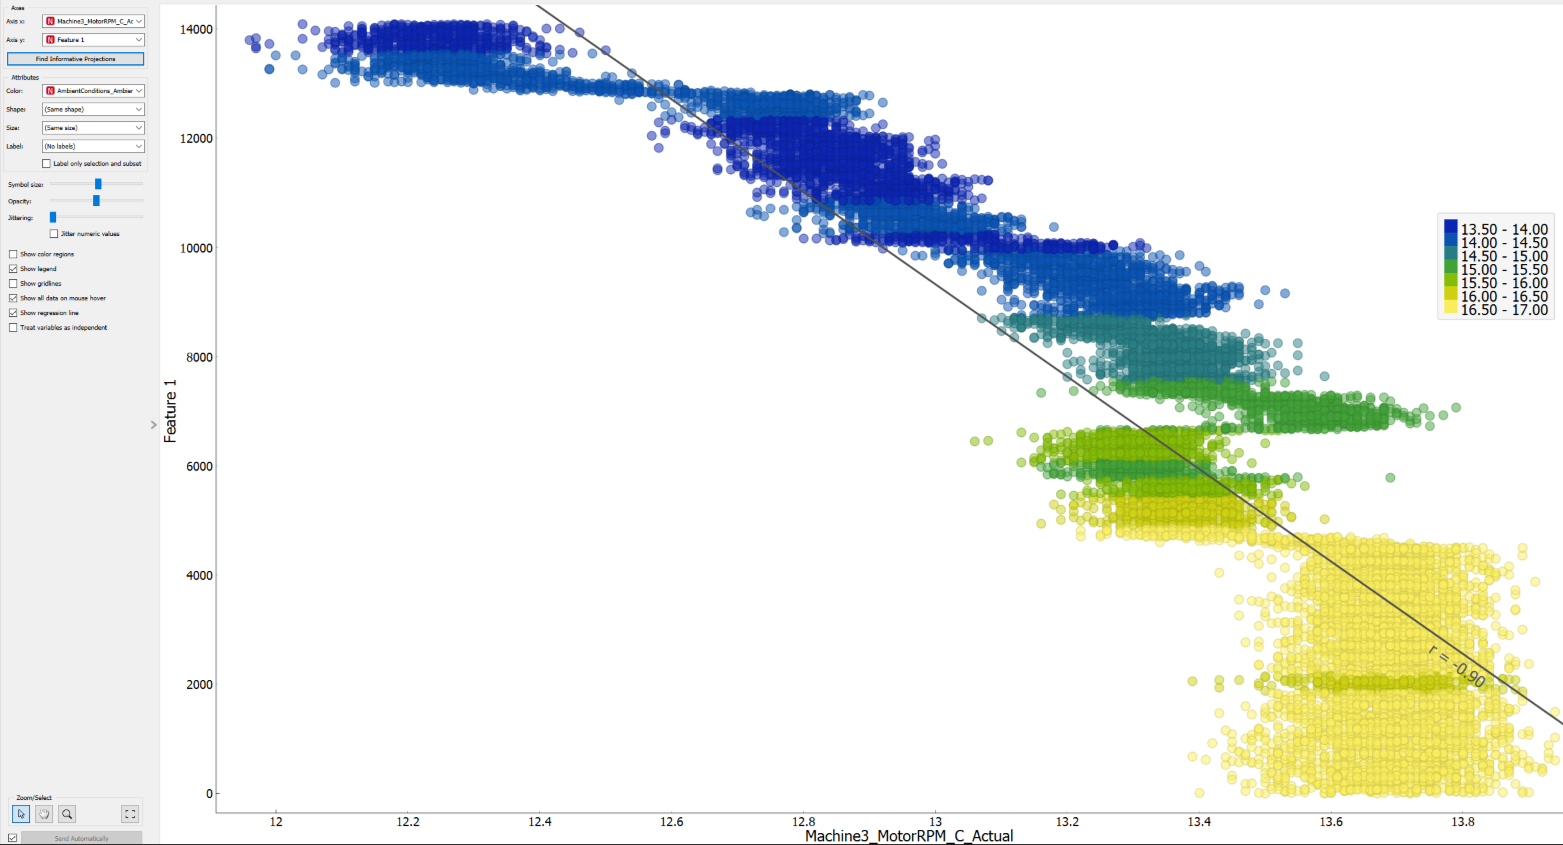 Axes
Axis x: Machine3_MotorRPM_C_Ac
Axis y: Feature 1
Find Informative Projections
Attributes
Color: AmbientConditions_Ambier
Shape: (Same shape)
Size: (Same size)
Label: (No labels)
Label only selection and subset
Symbol size:
Opacity:
Jittering:
Jitter numeric values
Show color regions
Show legend
Show gridlines
Show all data on mouse hover
Show regression line
Treat variables as independent
Zoom/Select
Send Automatically
14000
12000
10000
8000
6000
4000
2000
0
Feature 1
13.50 - 14.00
14.00 - 14.50
14.50 - 15.00
15.00 - 15.50
15.50 - 16.00
16.00 - 16.50
16.50 - 17.00
r = -0.90
12 12.2 12.4 12.6 12.8 13 13.2 13.4 13.6 13.8
Machine3_MotorRPM_C_Actual